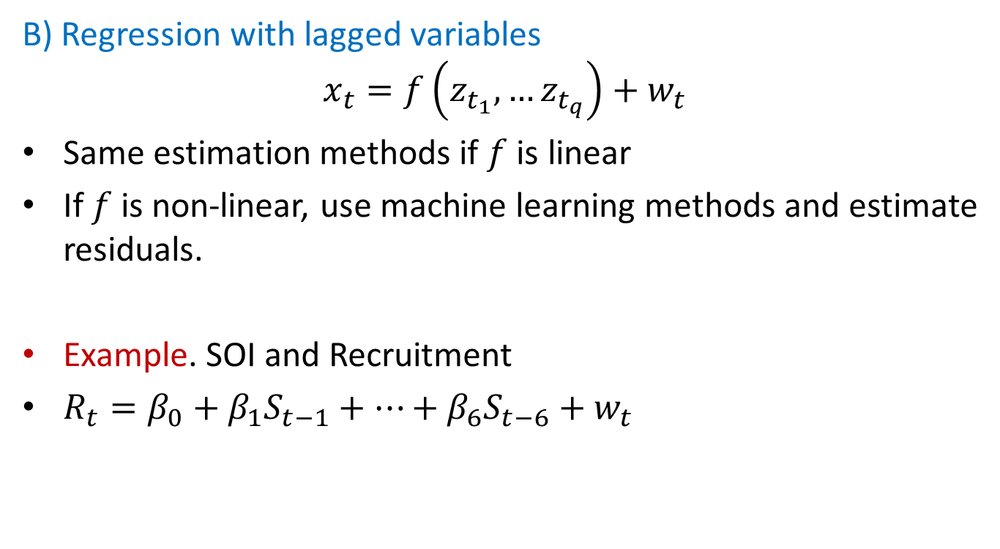 B) Regression with lagged variables
$x_t = f\left(z_{t_1}, \ldots z_{t_q}\right) + w_t$
• Same estimation methods if $f$ is linear
• If $f$ is non-linear, use machine learning methods and estimate
residuals.
• Example. SOI and Recruitment
• $R_t = \beta_0 + \beta_1 S_{t-1} + \cdots + \beta_6 S_{t-6} + w_t$